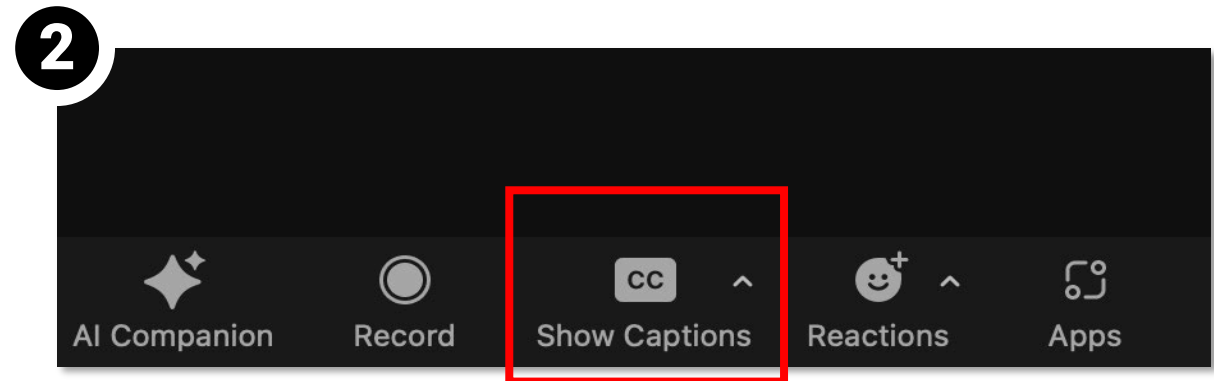 2
CC
AI Companion
Record
Show Captions
Reactions
Apps